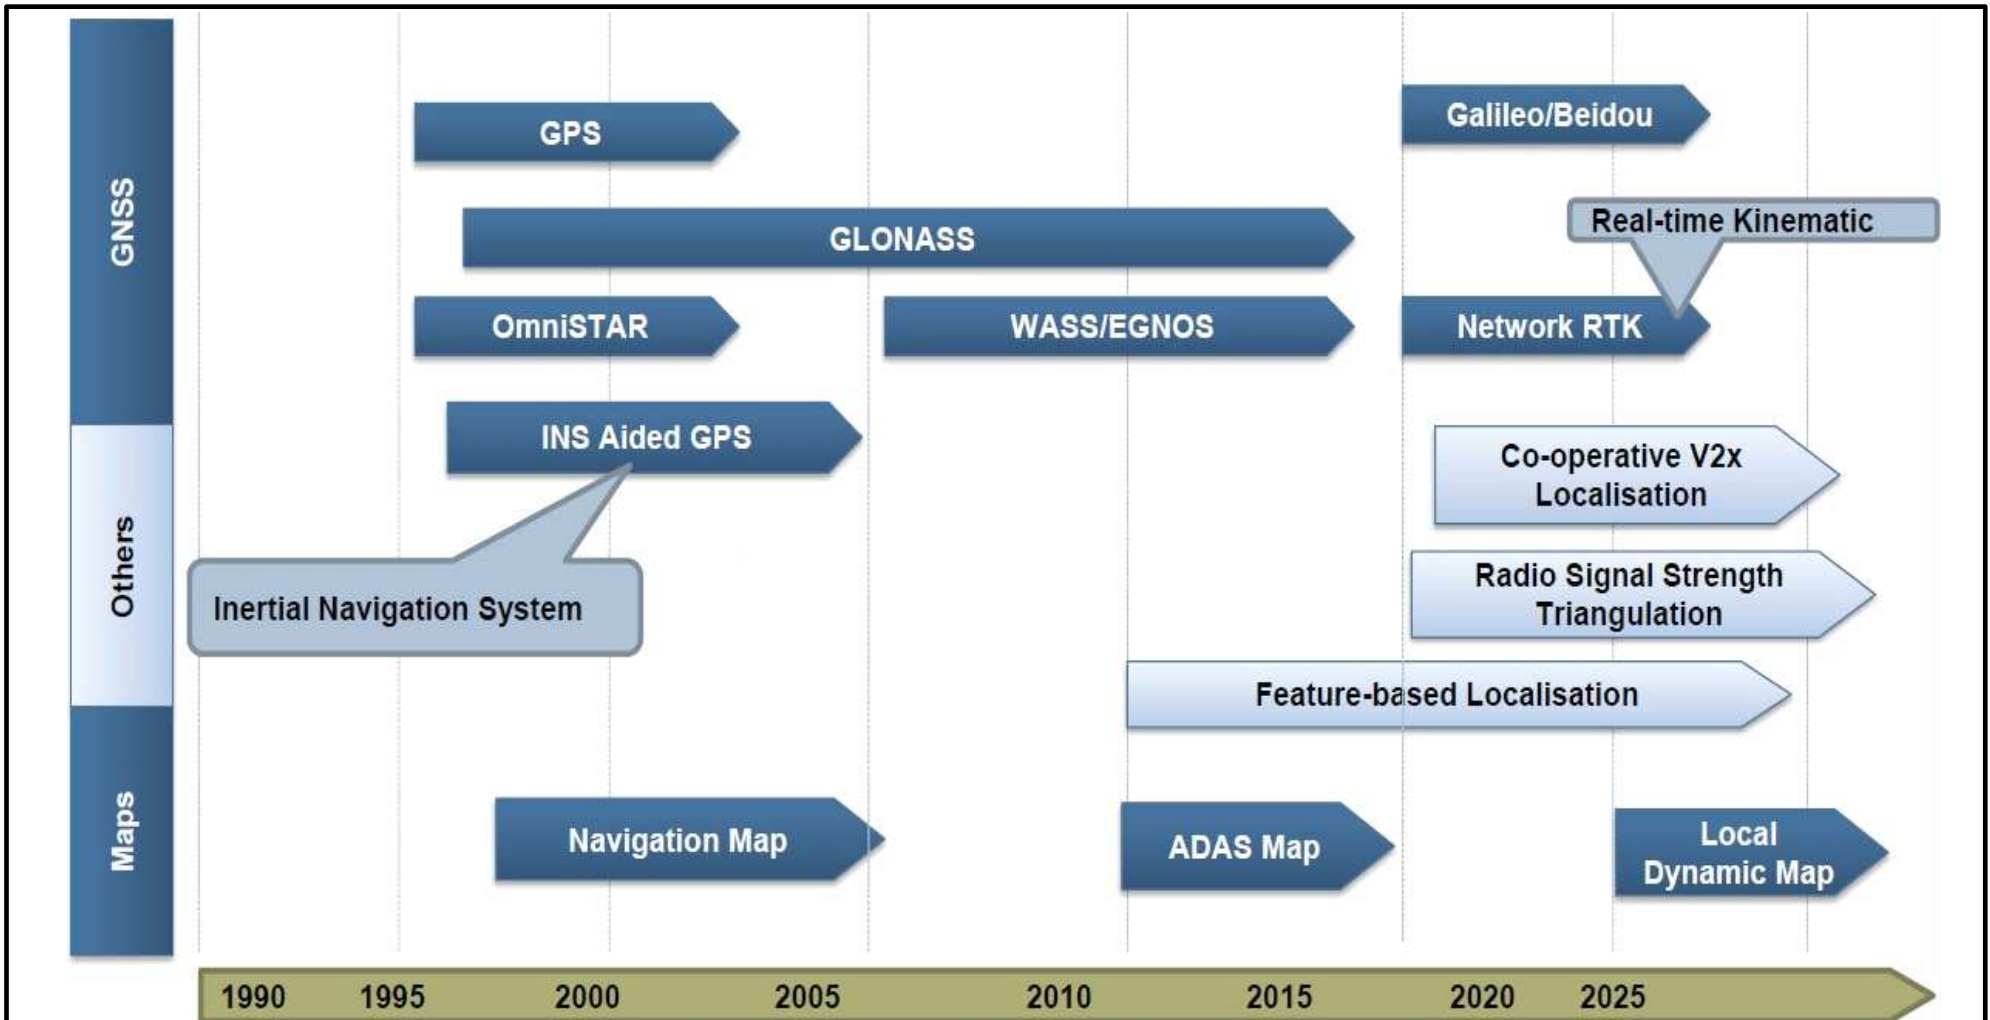 GNSS
GPS
Galileo/Beidou
Real-time Kinematic
GLONASS
OmniSTAR
WASS/EGNOS
Network RTK
INS Aided GPS
Others
Co-operative V2x
Localisation
Inertial Navigation System
Radio Signal Strength
Triangulation
Feature-based Localisation
Maps
Navigation Map
ADAS Map
Local
Dynamic Map
1990 1995 2000 2005 2010 2015 2020 2025